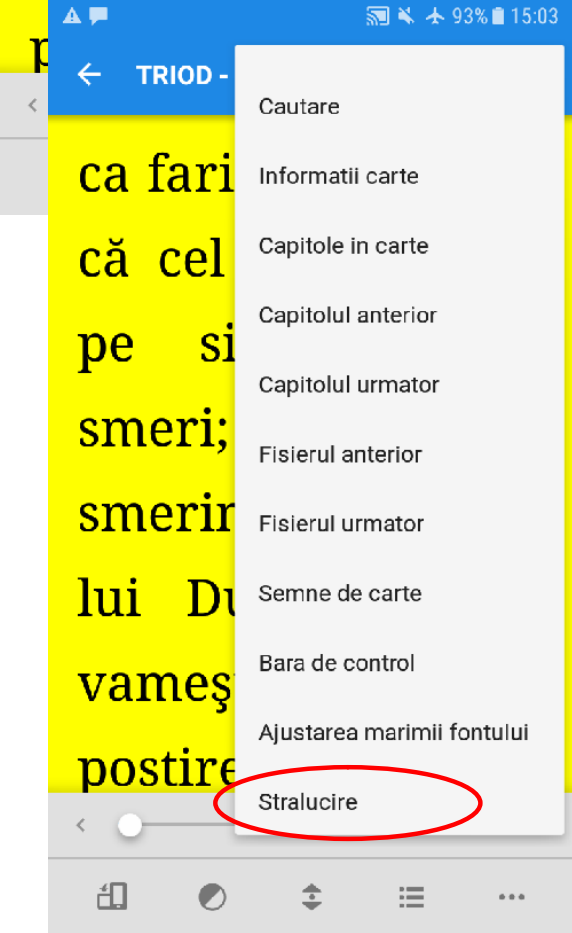 93% 15:03
TRIOD -
Cautare
Informatii carte
Capitole in carte
Capitolul anterior
Capitolul urmator
Fisierul anterior
Fisierul urmator
Semne de carte
Bara de control
Ajustarea marimii fontului
Stralucire
ca fari
că cel
pe si
smeri;
smerin
lui Du
vameş
postire